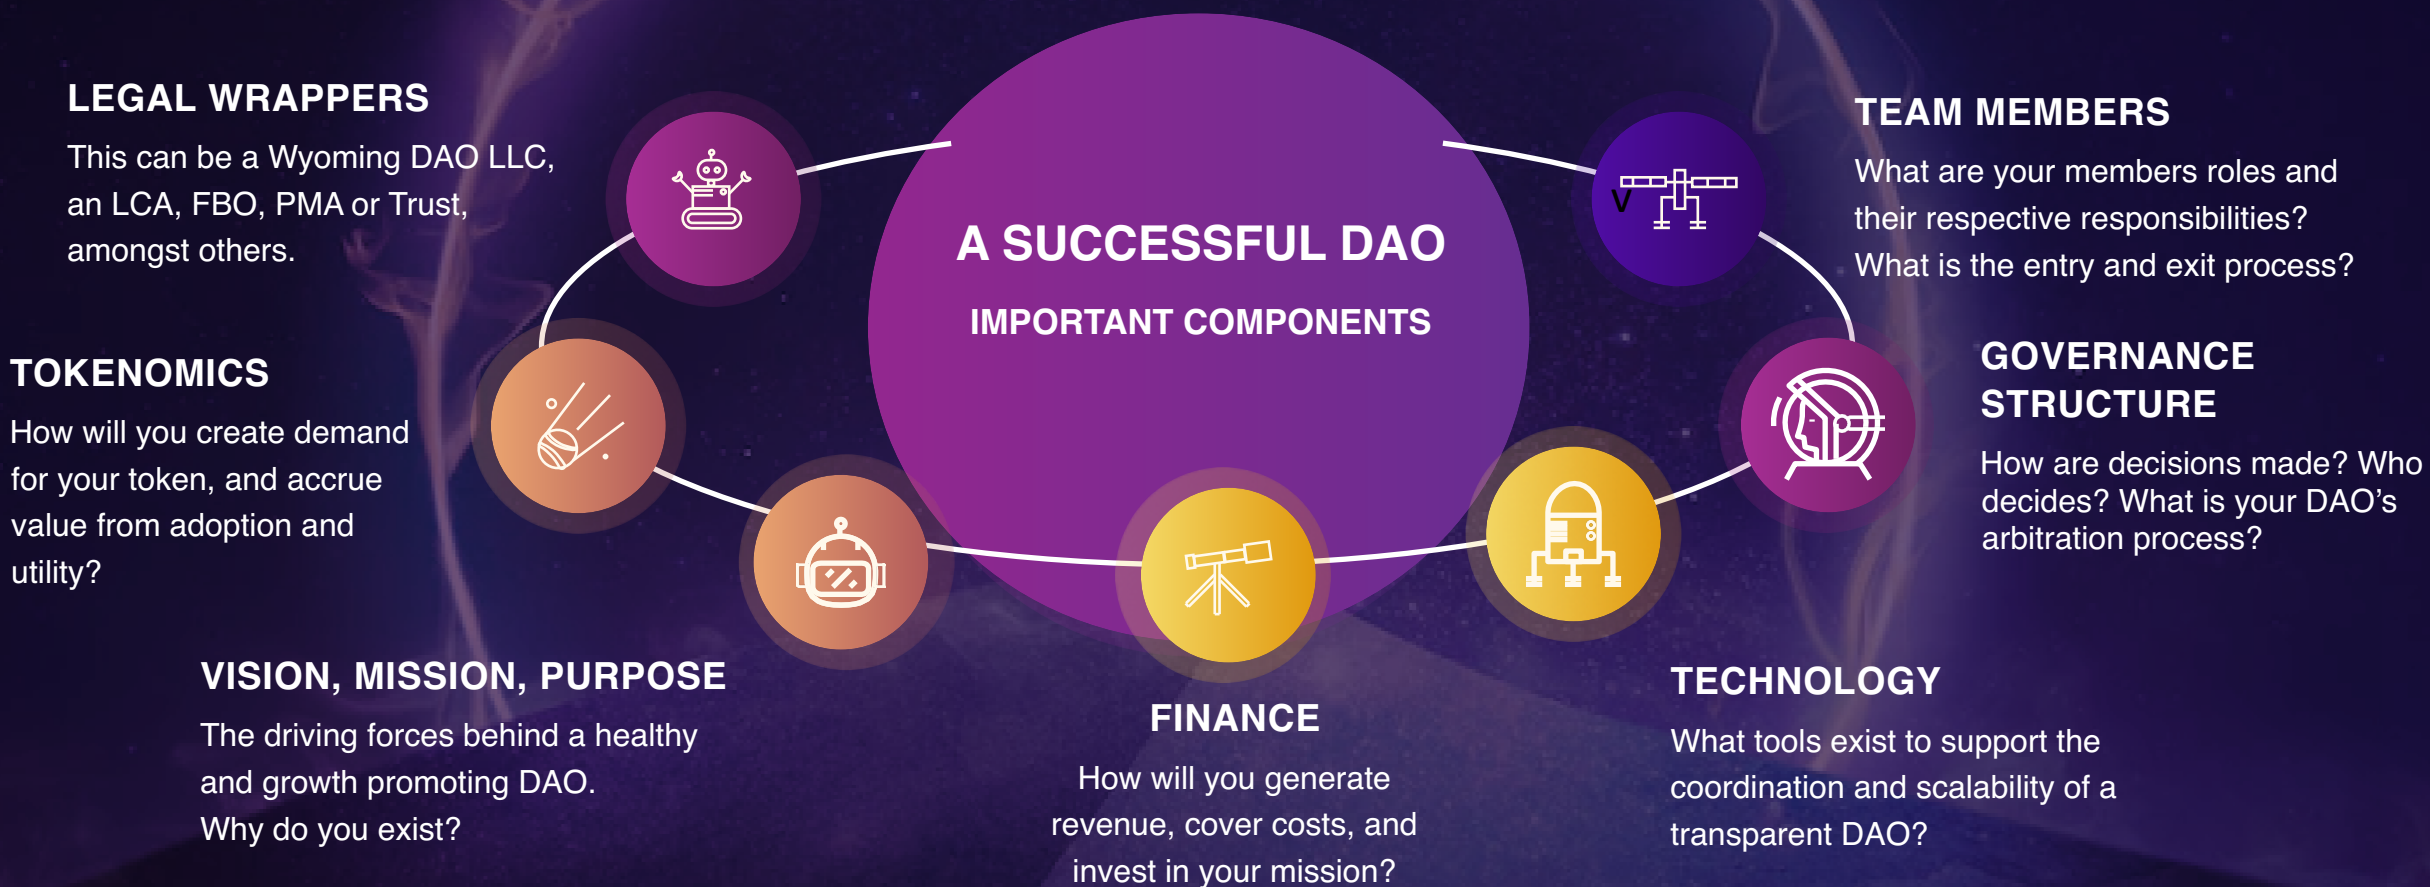 A SUCCESSFUL DAO
IMPORTANT COMPONENTS
LEGAL WRAPPERS
This can be a Wyoming DAO LLC,
an LCA, FBO, PMA or Trust,
amongst others.
TOKENOMICS
How will you create demand
for your token, and accrue
value from adoption and
utility?
VISION, MISSION, PURPOSE
The driving forces behind a healthy
and growth promoting DAO.
Why do you exist?
FINANCE
How will you generate
revenue, cover costs, and
invest in your mission?
TECHNOLOGY
What tools exist to support the
coordination and scalability of a
transparent DAO?
GOVERNANCE
STRUCTURE
How are decisions made? Who
decides? What is your DAO’s
arbitration process?
V
TEAM MEMBERS
What are your members roles and
their respective responsibilities?
What is the entry and exit process?